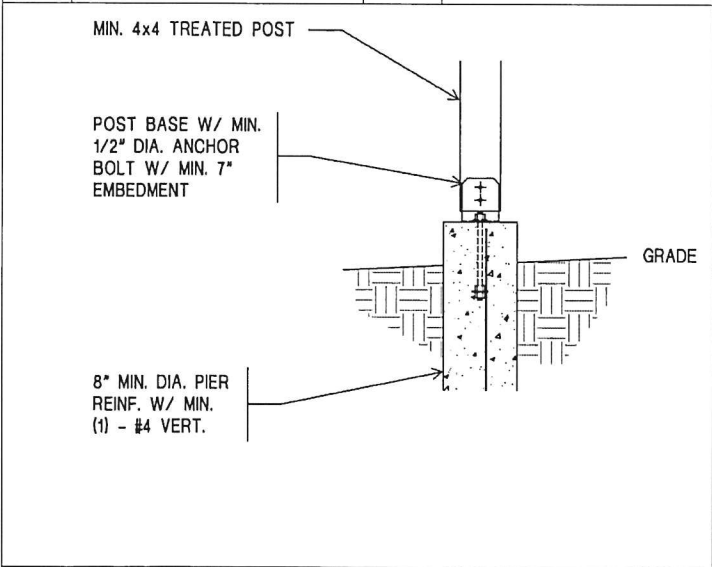 MIN. 4x4 TREATED POST
POST BASE W/ MIN.
1/2" DIA. ANCHOR
BOLT W/ MIN. 7"
EMBEDMENT
GRADE
8" MIN. DIA. PIER
REINF. W/ MIN.
(1) - #4 VERT.